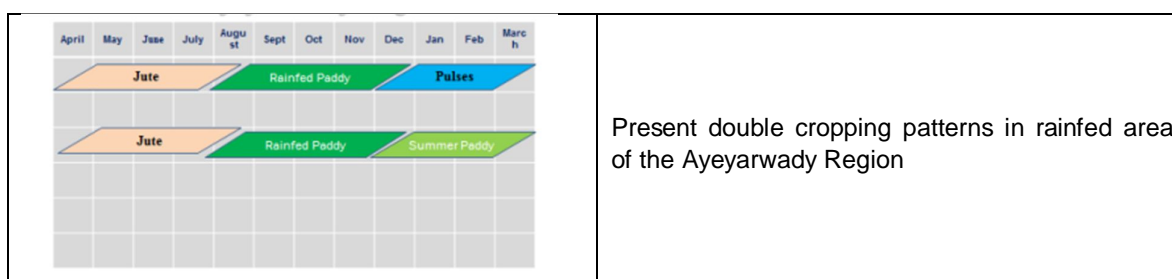 April May June July Augu Sept Oct Nov Dec Jan Feb Marc
st h
Jute Rainfed Paddy Pulses
Jute Rainfed Paddy Summer Paddy
Present double cropping patterns in rainfed area
of the Ayeyarwady Region